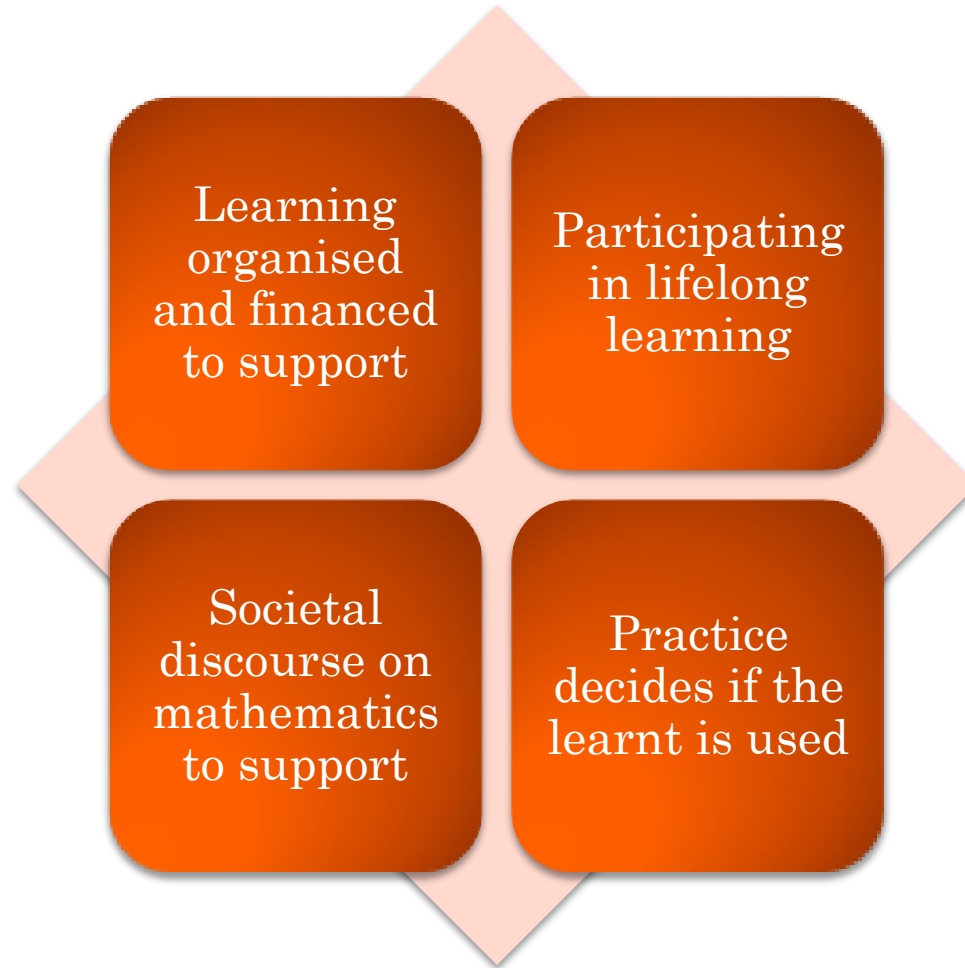 Learning
organised
and financed
to support
Participating
in lifelong
learning
Societal
discourse on
mathematics
to support
Practice
decides if the
learnt is used